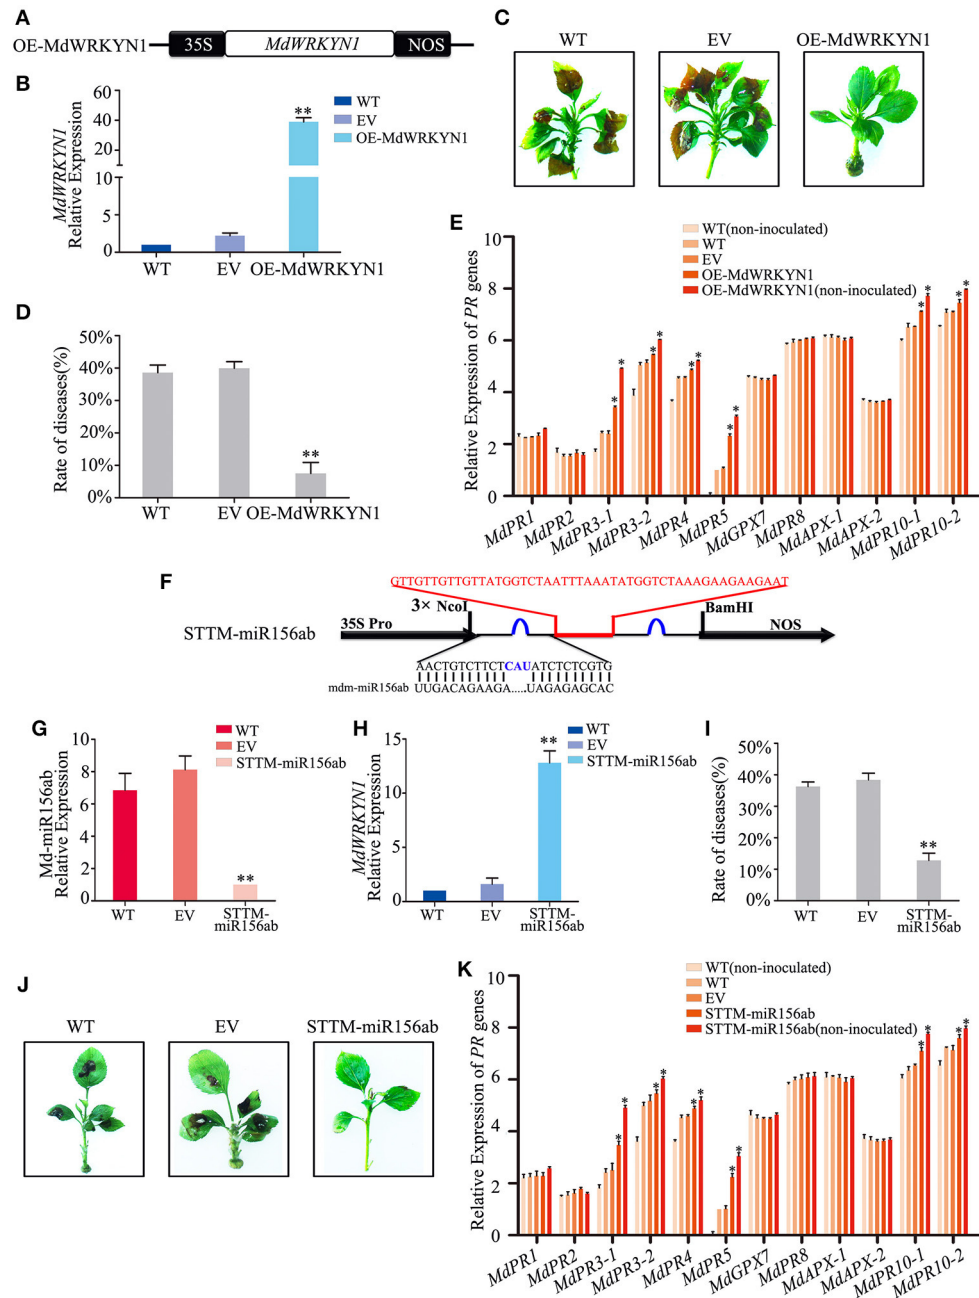 A
OE-MdWRKYN1
35S
MdWRKYN1
NOS
B
MdWRKYN1
Relative Expression
60
40
20
10
5
0
**
WT
EV
OE-MdWRKYN1
WT
EV
OE-MdWRKYN1
C
WT
EV
OE-MdWRKYN1
D
Rate of diseases(%)
50%
40%
30%
20%
10%
0%
**
WT
EV
OE-MdWRKYN1
E
Relative Expression of PR genes
10
8
6
4
2
0
WT(non-inoculated)
WT
EV
OE-MdWRKYN1
OE-MdWRKYN1(non-inoculated)
* * * * * * * * * * * *
MdPR1
MdPR2
MdPR3-1
MdPR3-2
MdPR4
MdPR5
MdGPX7
MdPR8
MdAPX-1
MdAPX-2
MdPR10-1
MdPR10-2
F
GTTGTTGTTGTTATGGTCTAATTTAAATATGGTCTAAAGAAGAAGAAT
STTM-miR156ab
35S Pro
3× NcoI
BamHI
NOS
AACTGTCTTCTCAUATCTCTCGTG
mdm-miR156ab
UUGACAGAAGA.....UAGAGAGCAC
G
Md-miR156ab
Relative Expression
10
8
6
4
2
0
WT
EV
STTM-miR156ab
**
WT
EV
STTM-
miR156ab
H
MdWRKYN1
Relative Expression
15
10
5
0
WT
EV
STTM-miR156ab
**
WT
EV
STTM-
miR156ab
I
Rate of diseases(%)
50%
40%
30%
20%
10%
0%
**
WT
EV
STTM-
miR156ab
J
WT
EV
STTM-miR156ab
K
Relative Expression of PR genes
10
8
6
4
2
0
WT(non-inoculated)
WT
EV
STTM-miR156ab
STTM-miR156ab(non-inoculated)
* * * * * * * * * * * *
MdPR1
MdPR2
MdPR3-1
MdPR3-2
MdPR4
MdPR5
MdGPX7
MdPR8
MdAPX-1
MdAPX-2
MdPR10-1
MdPR10-2